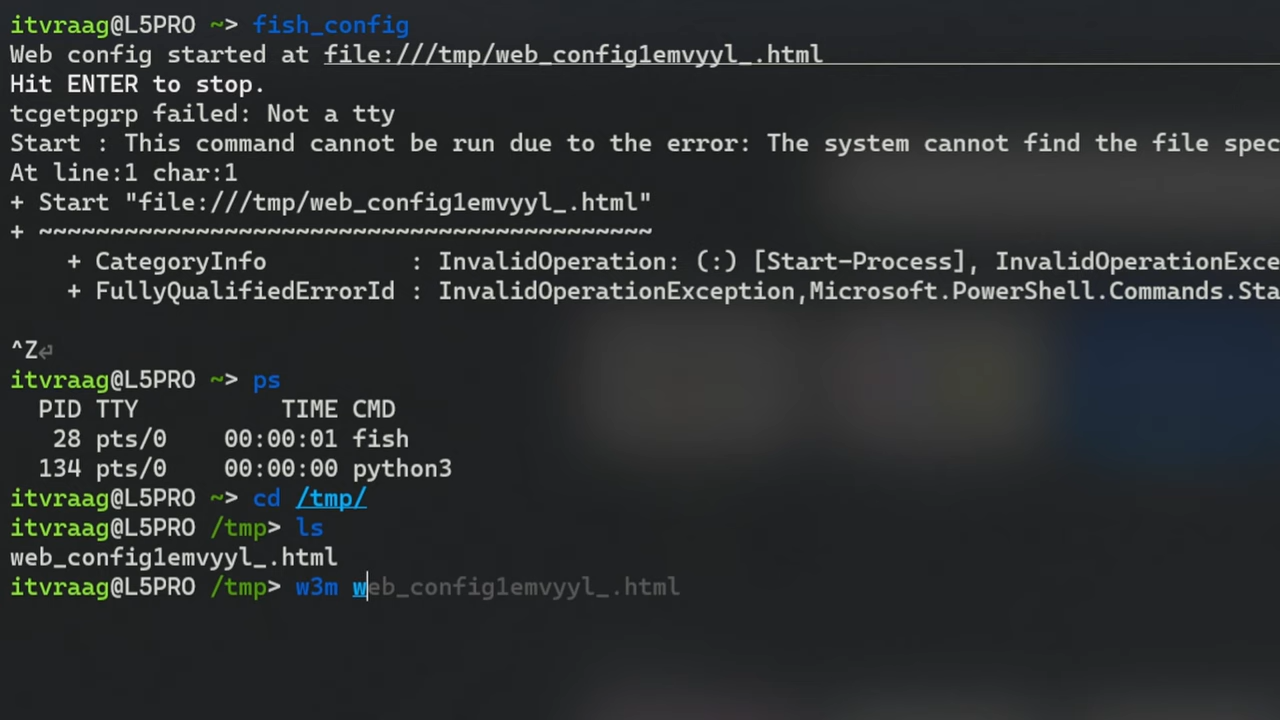 itvraag@L5PRO ~> fish_config
Web config started at file:///tmp/web_config1emvyyl_.html
Hit ENTER to stop.
tcgetpgrp failed: Not a tty
Start : This command cannot be run due to the error: The system cannot find the file spec
At line:1 char:1
+ Start "file:///tmp/web_config1emvyyl_.html"
+ ~~~~~~~~~~~~~~~~~~~~~~~~~~~~~~~~~~~~~~~~~~~
    + CategoryInfo          : InvalidOperation: (:) [Start-Process], InvalidOperationExce
    + FullyQualifiedErrorId : InvalidOperationException,Microsoft.PowerShell.Commands.Sta
^Z⏎
itvraag@L5PRO ~> ps
  PID TTY          TIME CMD
   28 pts/0    00:00:01 fish
  134 pts/0    00:00:00 python3
itvraag@L5PRO ~> cd /tmp/
itvraag@L5PRO /tmp> ls
web_config1emvyyl_.html
itvraag@L5PRO /tmp> w3m web_config1emvyyl_.html